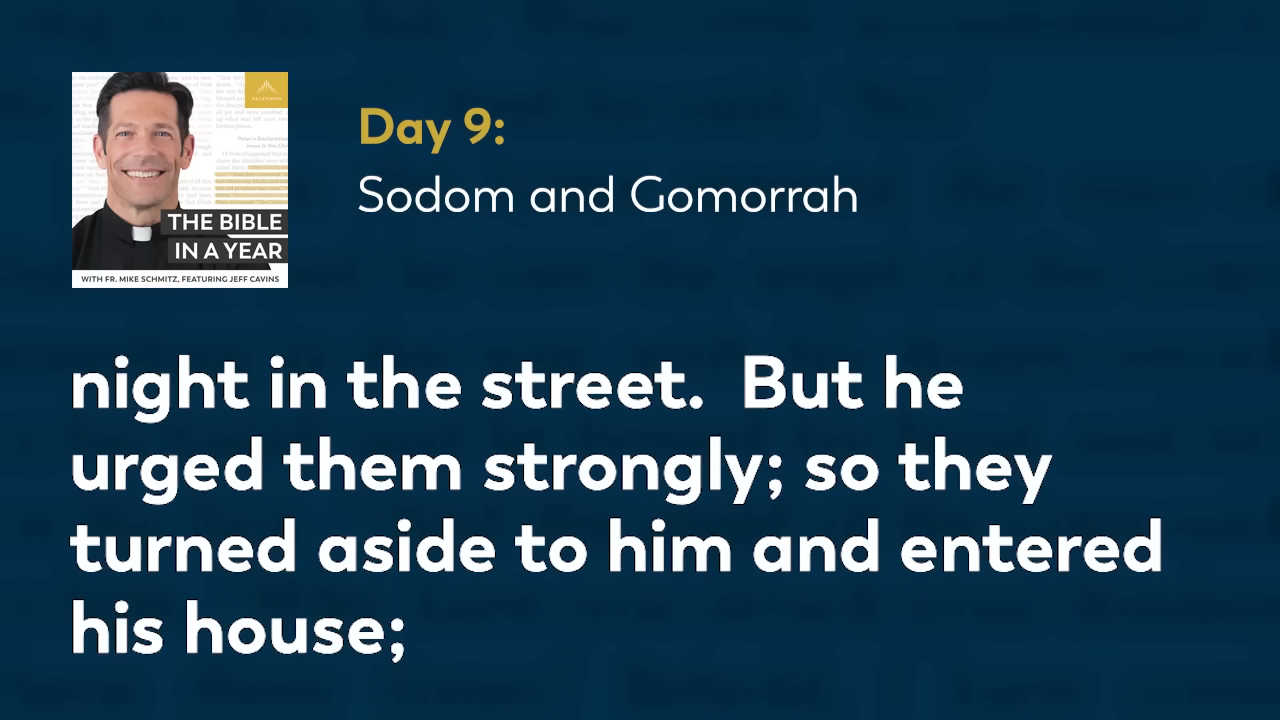 ASCENSION
Day 9:
Sodom and Gomorrah
THE BIBLE
IN A YEAR
WITH FR. MIKE SCHMITZ, FEATURING JEFF CAVINS
night in the street.  But he
urged them strongly; so they
turned aside to him and entered
his house;